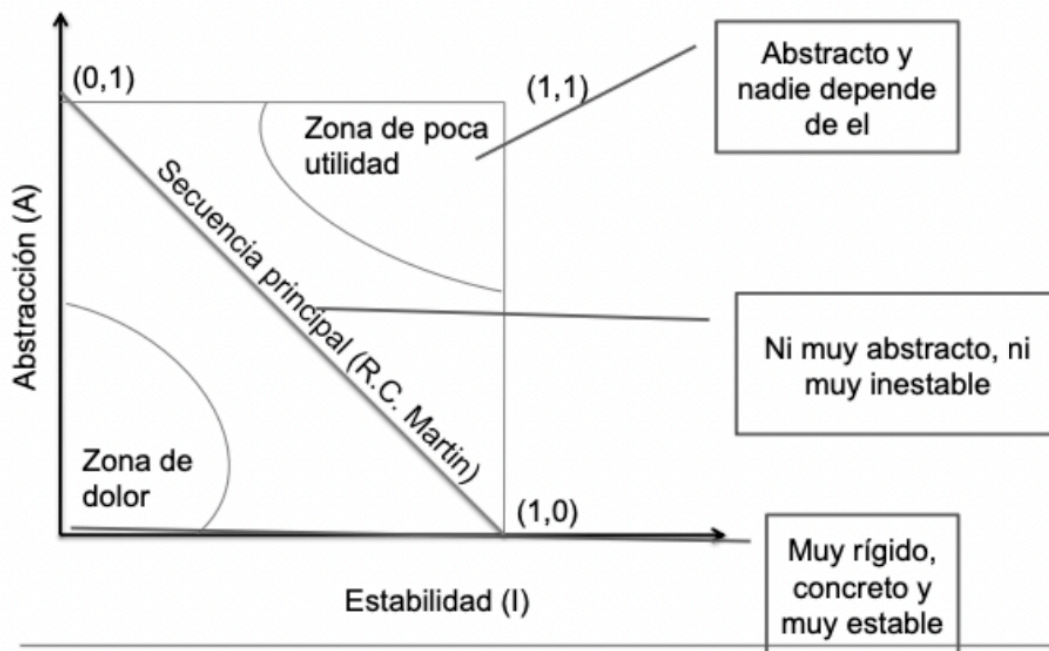 (0,1)
(1,1)
Abstracto y
nadie depende
de el
Zona de poca
utilidad
Secuencia principal (R.C. Martin)
Abstracción (A)
Ni muy abstracto, ni
muy inestable
Zona de
dolor
(1,0)
Muy rígido,
concreto y
muy estable
Estabilidad (I)